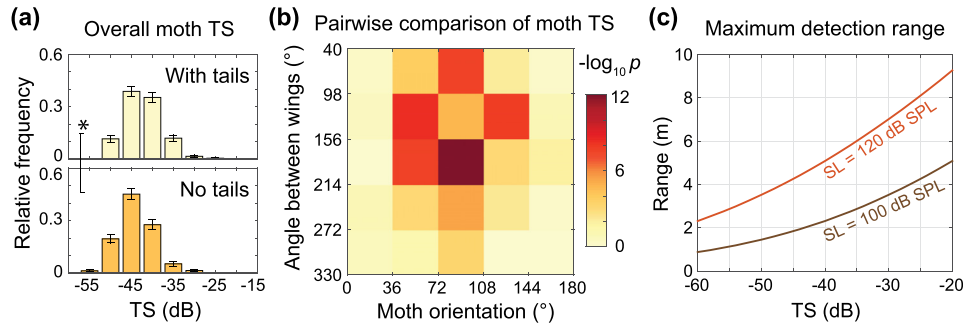 (a) Overall moth TS
With tails
0.6
0.3
0
*
No tails
0.6
0.3
0
Relative frequency
-55 -45 -35 -25 -15
TS (dB)
(b) Pairwise comparison of moth TS
40
98
156
214
272
330
Angle between wings (°)
0 36 72 108 144 180
Moth orientation (°)
-log10 p
12
10
8
6
4
2
0
(c) Maximum detection range
10
8
6
4
2
0
Range (m)
SL = 120 dB SPL
SL = 100 dB SPL
-60 -50 -40 -30 -20
TS (dB)